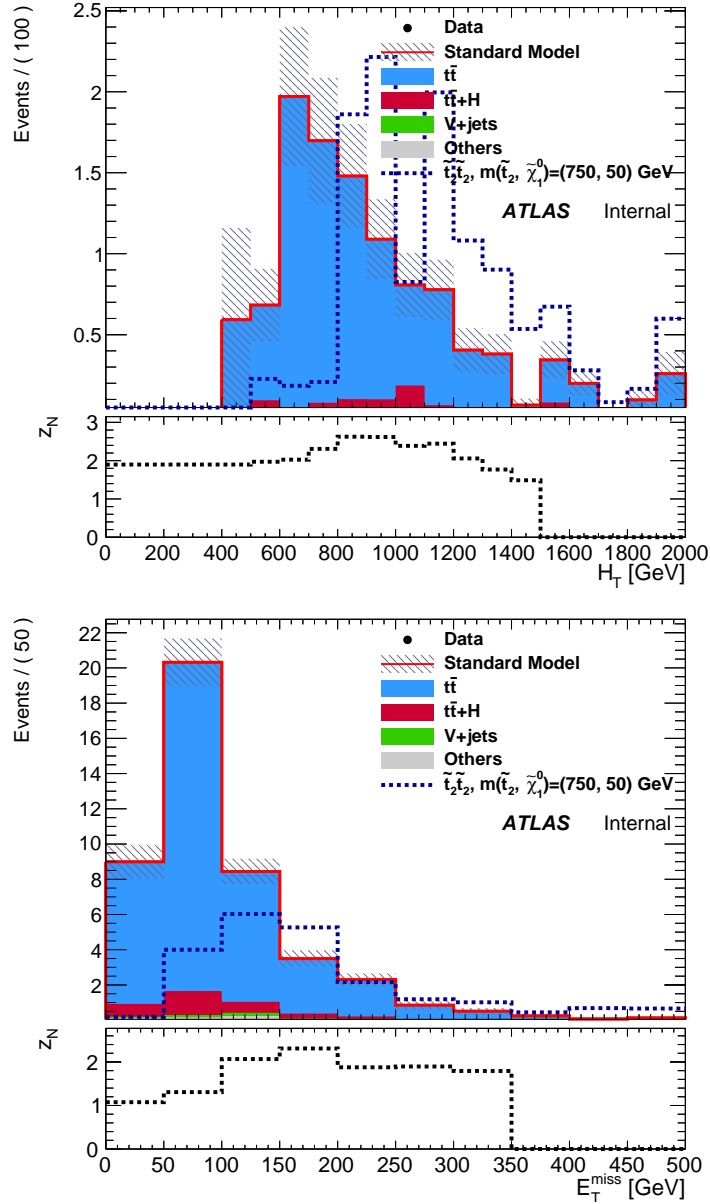 Events / ( 100 )
2.5
2
1.5
1
0.5
Data
Standard Model
tt̄
tt̄+H
V+jets
Others
t̃₂t̃₂, m(t̃₂, χ̃₁⁰)=(750, 50) GeV
ATLAS Internal
z_N
3
2
1
0
0 200 400 600 800 1000 1200 1400 1600 1800 2000
H_T [GeV]
Events / ( 50 )
22
20
18
16
14
12
10
8
6
4
2
Data
Standard Model
tt̄
tt̄+H
V+jets
Others
t̃₂t̃₂, m(t̃₂, χ̃₁⁰)=(750, 50) GeV
ATLAS Internal
z_N
2
1
0
0 50 100 150 200 250 300 350 400 450 500
E_T^miss [GeV]